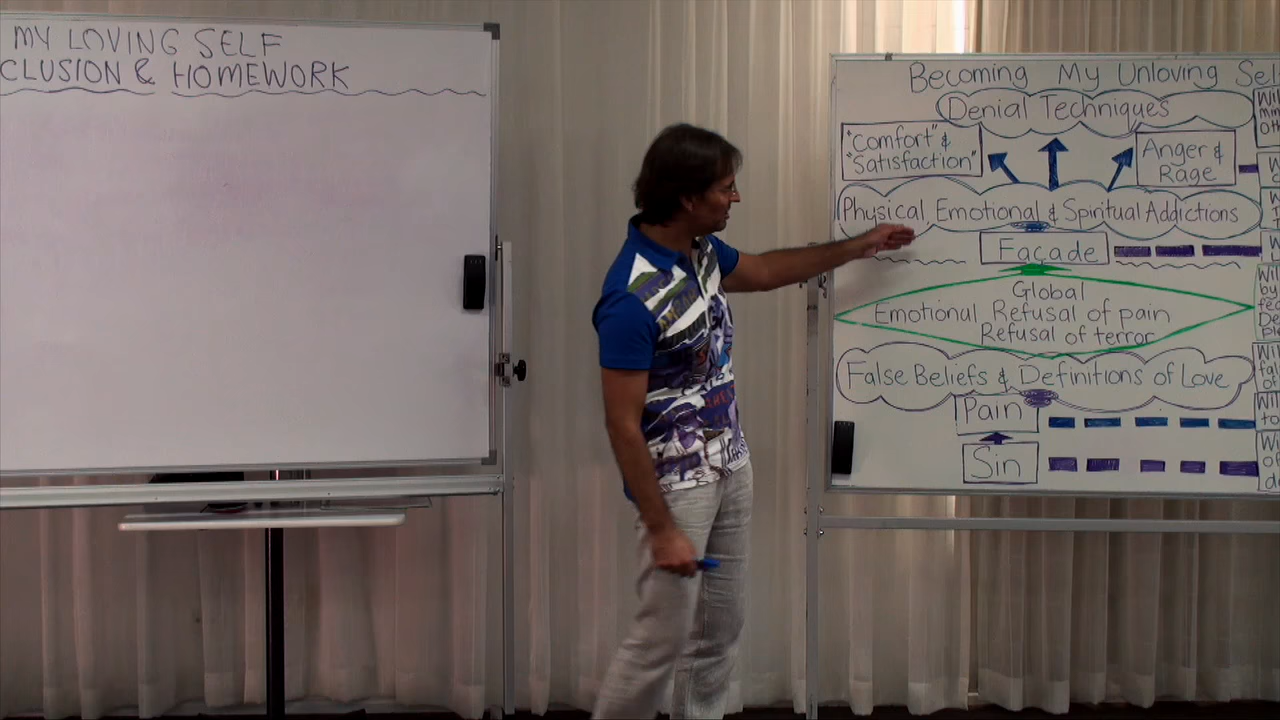 MY LOVING SELF
CLUSION & HOMEWORK
Becoming My Unloving Sel
Denial Techniques
"Comfort" &
"Satisfaction"
Anger &
Rage
Physical, Emotional & Spiritual Addictions
Façade
Global
Emotional Refusal of pain
Refusal of terror
False Beliefs & Definitions of Love
Pain
Sin